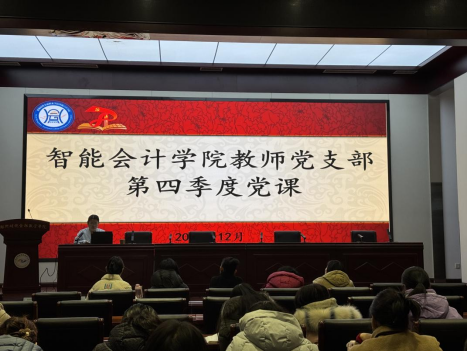 智能会计学院教师党支部
第四季度党课
12月